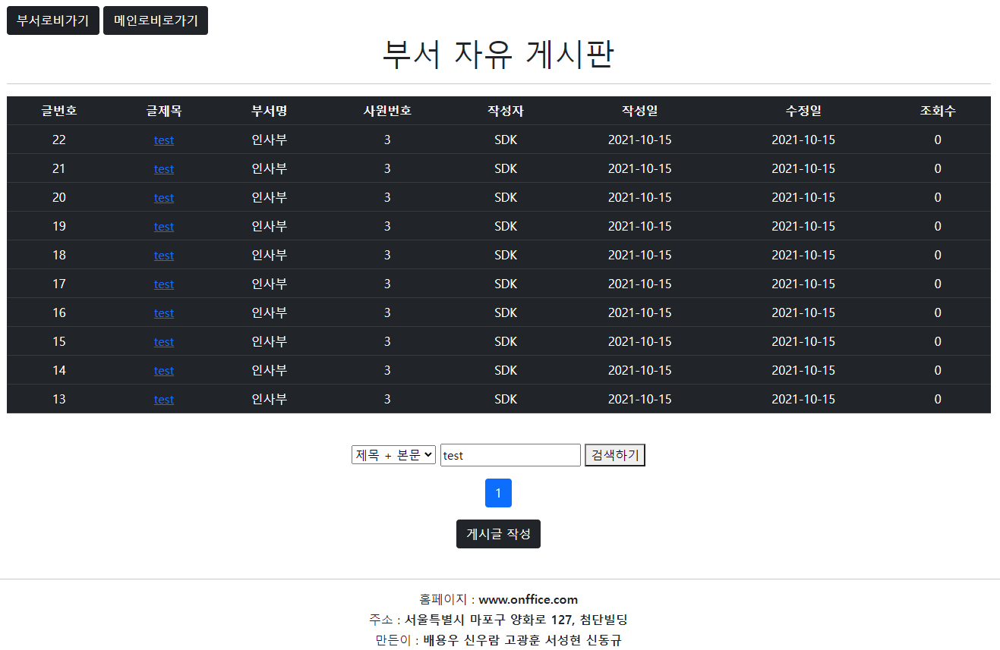 부서로비가기 메인로비로가기
부서 자유 게시판
글번호 글제목 부서명 사원번호 작성자 작성일 수정일 조회수
22 test 인사부 3 SDK 2021-10-15 2021-10-15 0
21 test 인사부 3 SDK 2021-10-15 2021-10-15 0
20 test 인사부 3 SDK 2021-10-15 2021-10-15 0
19 test 인사부 3 SDK 2021-10-15 2021-10-15 0
18 test 인사부 3 SDK 2021-10-15 2021-10-15 0
17 test 인사부 3 SDK 2021-10-15 2021-10-15 0
16 test 인사부 3 SDK 2021-10-15 2021-10-15 0
15 test 인사부 3 SDK 2021-10-15 2021-10-15 0
14 test 인사부 3 SDK 2021-10-15 2021-10-15 0
13 test 인사부 3 SDK 2021-10-15 2021-10-15 0
제목 + 본문 test 검색하기
1
게시글 작성
홈페이지 : www.onffice.com
주소 : 서울특별시 마포구 양화로 127, 첨단빌딩
만든이 : 배용우 신우람 고광훈 서성현 신동규